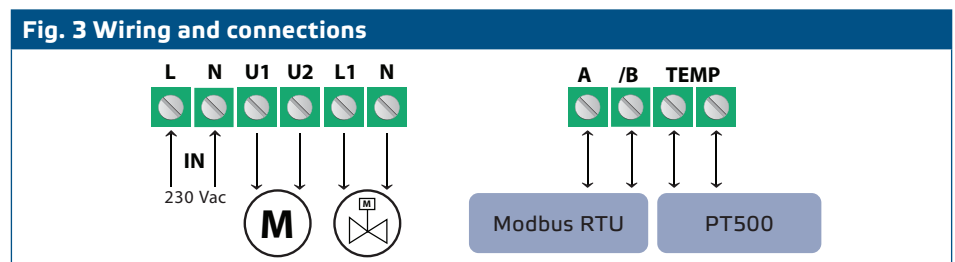 Fig. 3 Wiring and connections
L N U1 U2 L1 N
A /B TEMP
IN
230 Vac
M
M
Modbus RTU
PT500